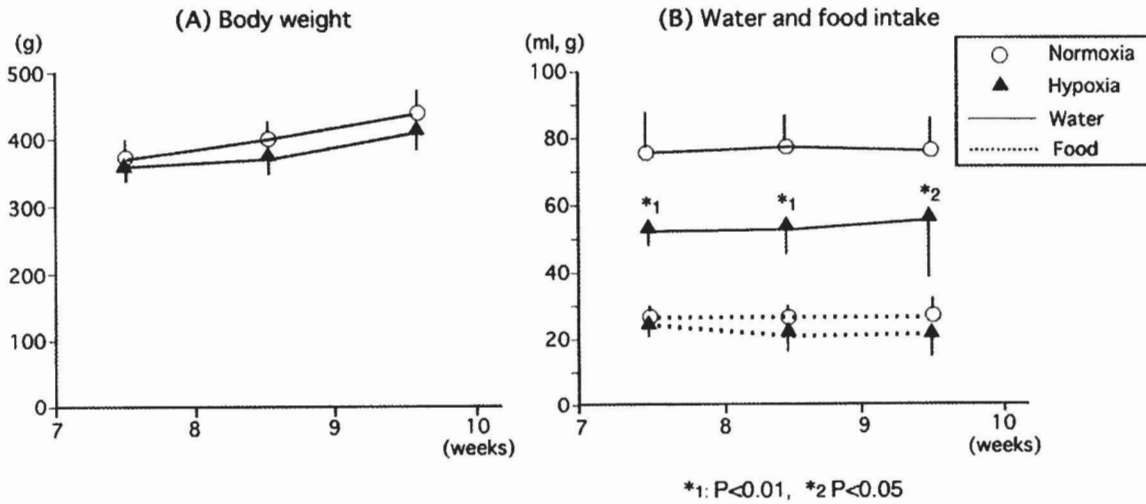 (A) Body weight
(g)
500
400
300
200
100
0
7
8
9
10
(weeks)
(B) Water and food intake
(ml, g)
100
80
60
40
20
0
*1
*1
*2
7
8
9
10
(weeks)
Normoxia
Hypoxia
Water
Food
*1: P<0.01, *2 P<0.05